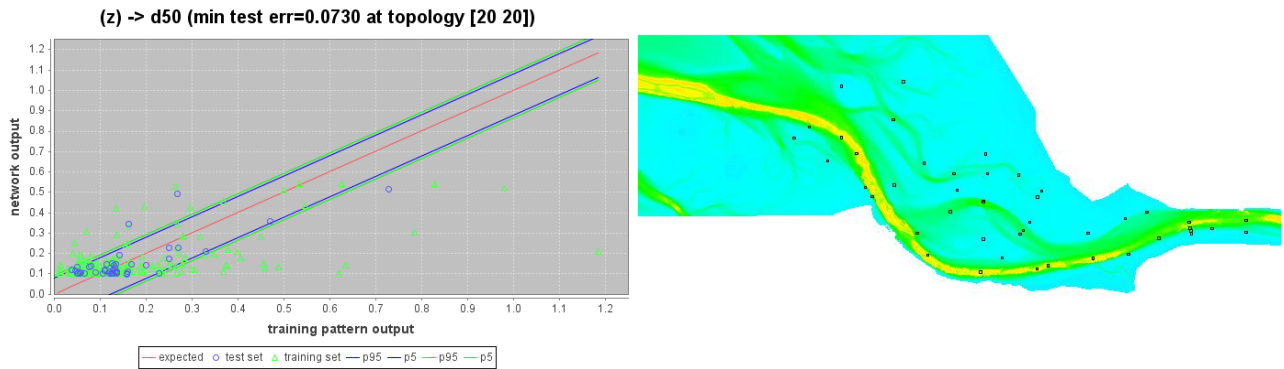 (z) -> d50 (min test err=0.0730 at topology [20 20])
1.2
1.1
1.0
0.9
0.8
0.7
0.6
0.5
0.4
0.3
0.2
0.1
0.0
network output
0.0 0.1 0.2 0.3 0.4 0.5 0.6 0.7 0.8 0.9 1.0 1.1 1.2
training pattern output
expected test set training set p95 p5 p95 p5